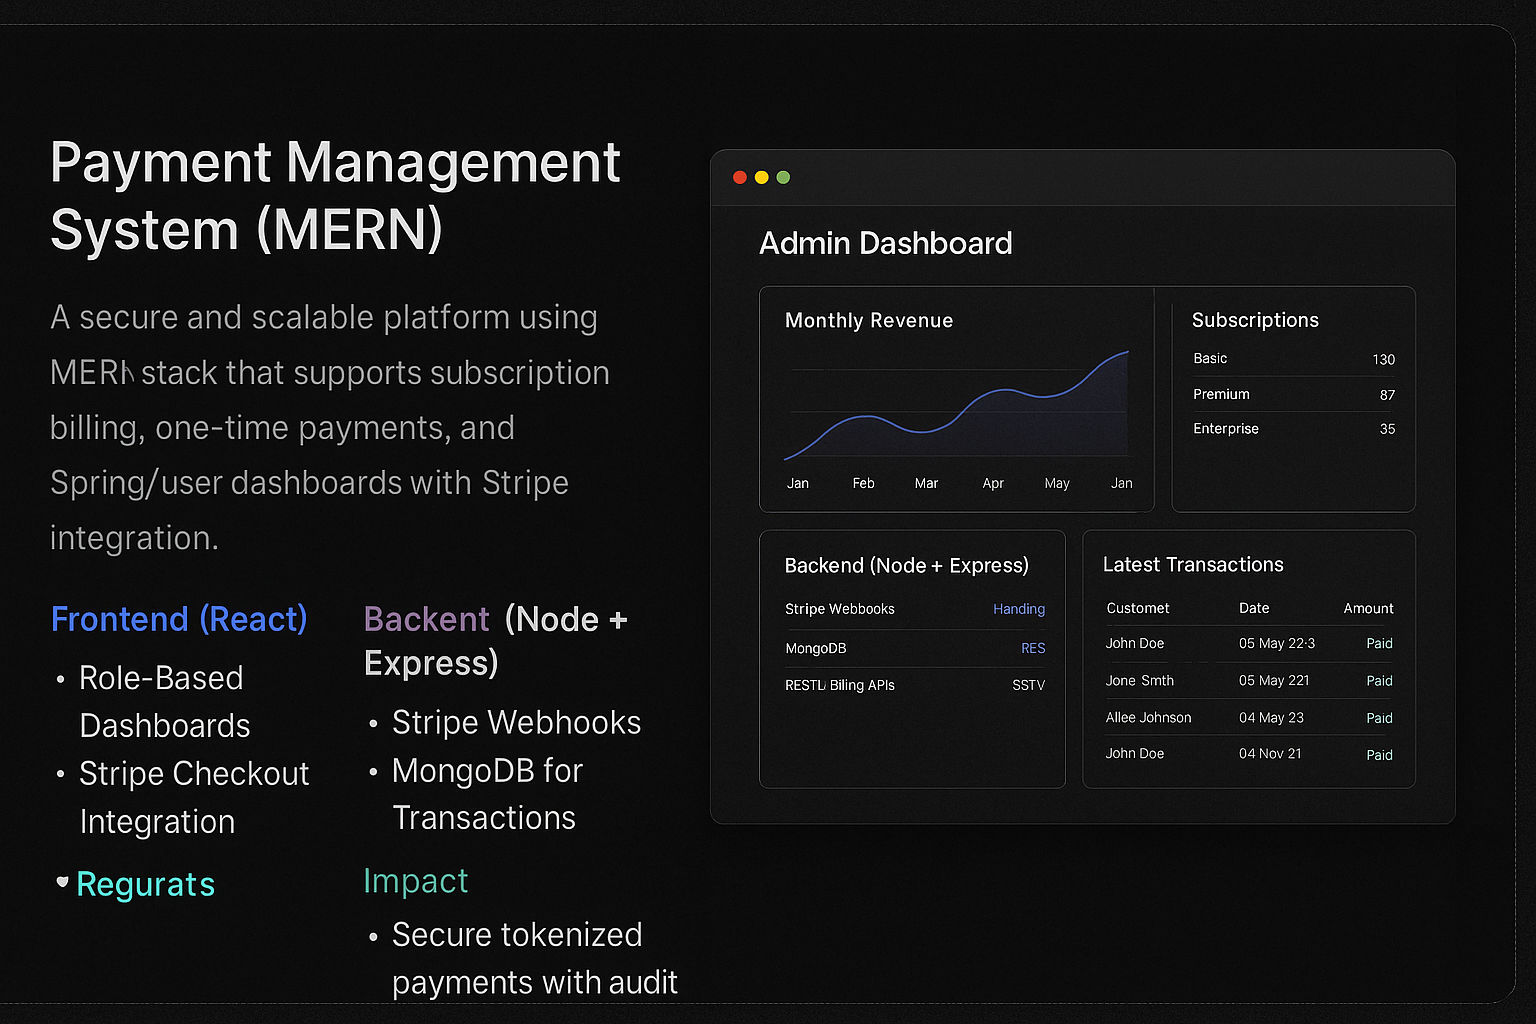 Payment Management
System (MERN)
A secure and scalable platform using
MERN stack that supports subscription
billing, one-time payments, and
Spring/user dashboards with Stripe
integration.
Frontend (React)
• Role-Based
Dashboards
• Stripe Checkout
Integration
• Regurats
Backent (Node +
Express)
• Stripe Webhooks
• MongoDB for
Transactions
Impact
• Secure tokenized
payments with audit
Admin Dashboard
Monthly Revenue
Jan Feb Mar Apr May Jan
Subscriptions
Basic 130
Premium 87
Enterprise 35
Backend (Node + Express)
Stripe Webbooks Handing
MongoDB RES
RESTL Biling APIs SSTV
Latest Transactions
Customet Date Amount
John Doe 05 May 22·3 Paid
Jone Smth 05 May 221 Paid
Allee Johnson 04 May 23 Paid
John Doe 04 Nov 21 Paid